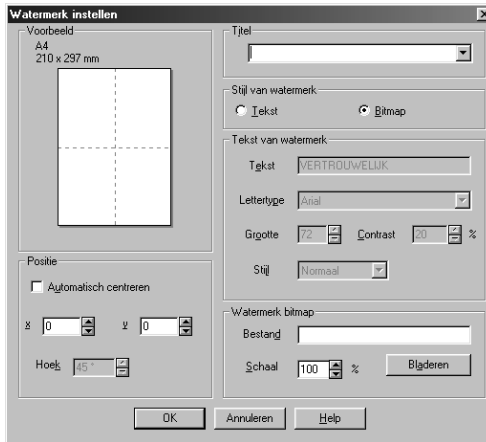 Watermerk instellen
Voorbeeld
A4
210 x 297 mm
Titel
Stijl van watermerk
Tekst
Bitmap
Tekst van watermerk
Tekst VERTROUWELIJK
Lettertype Arial
Grootte 72 Contrast 20 %
Stijl Normaal
Positie
Automatisch centreren
x 0 y 0
Hoek 45 °
Watermerk bitmap
Bestand
Schaal 100 % Bladeren
OK Annuleren Help